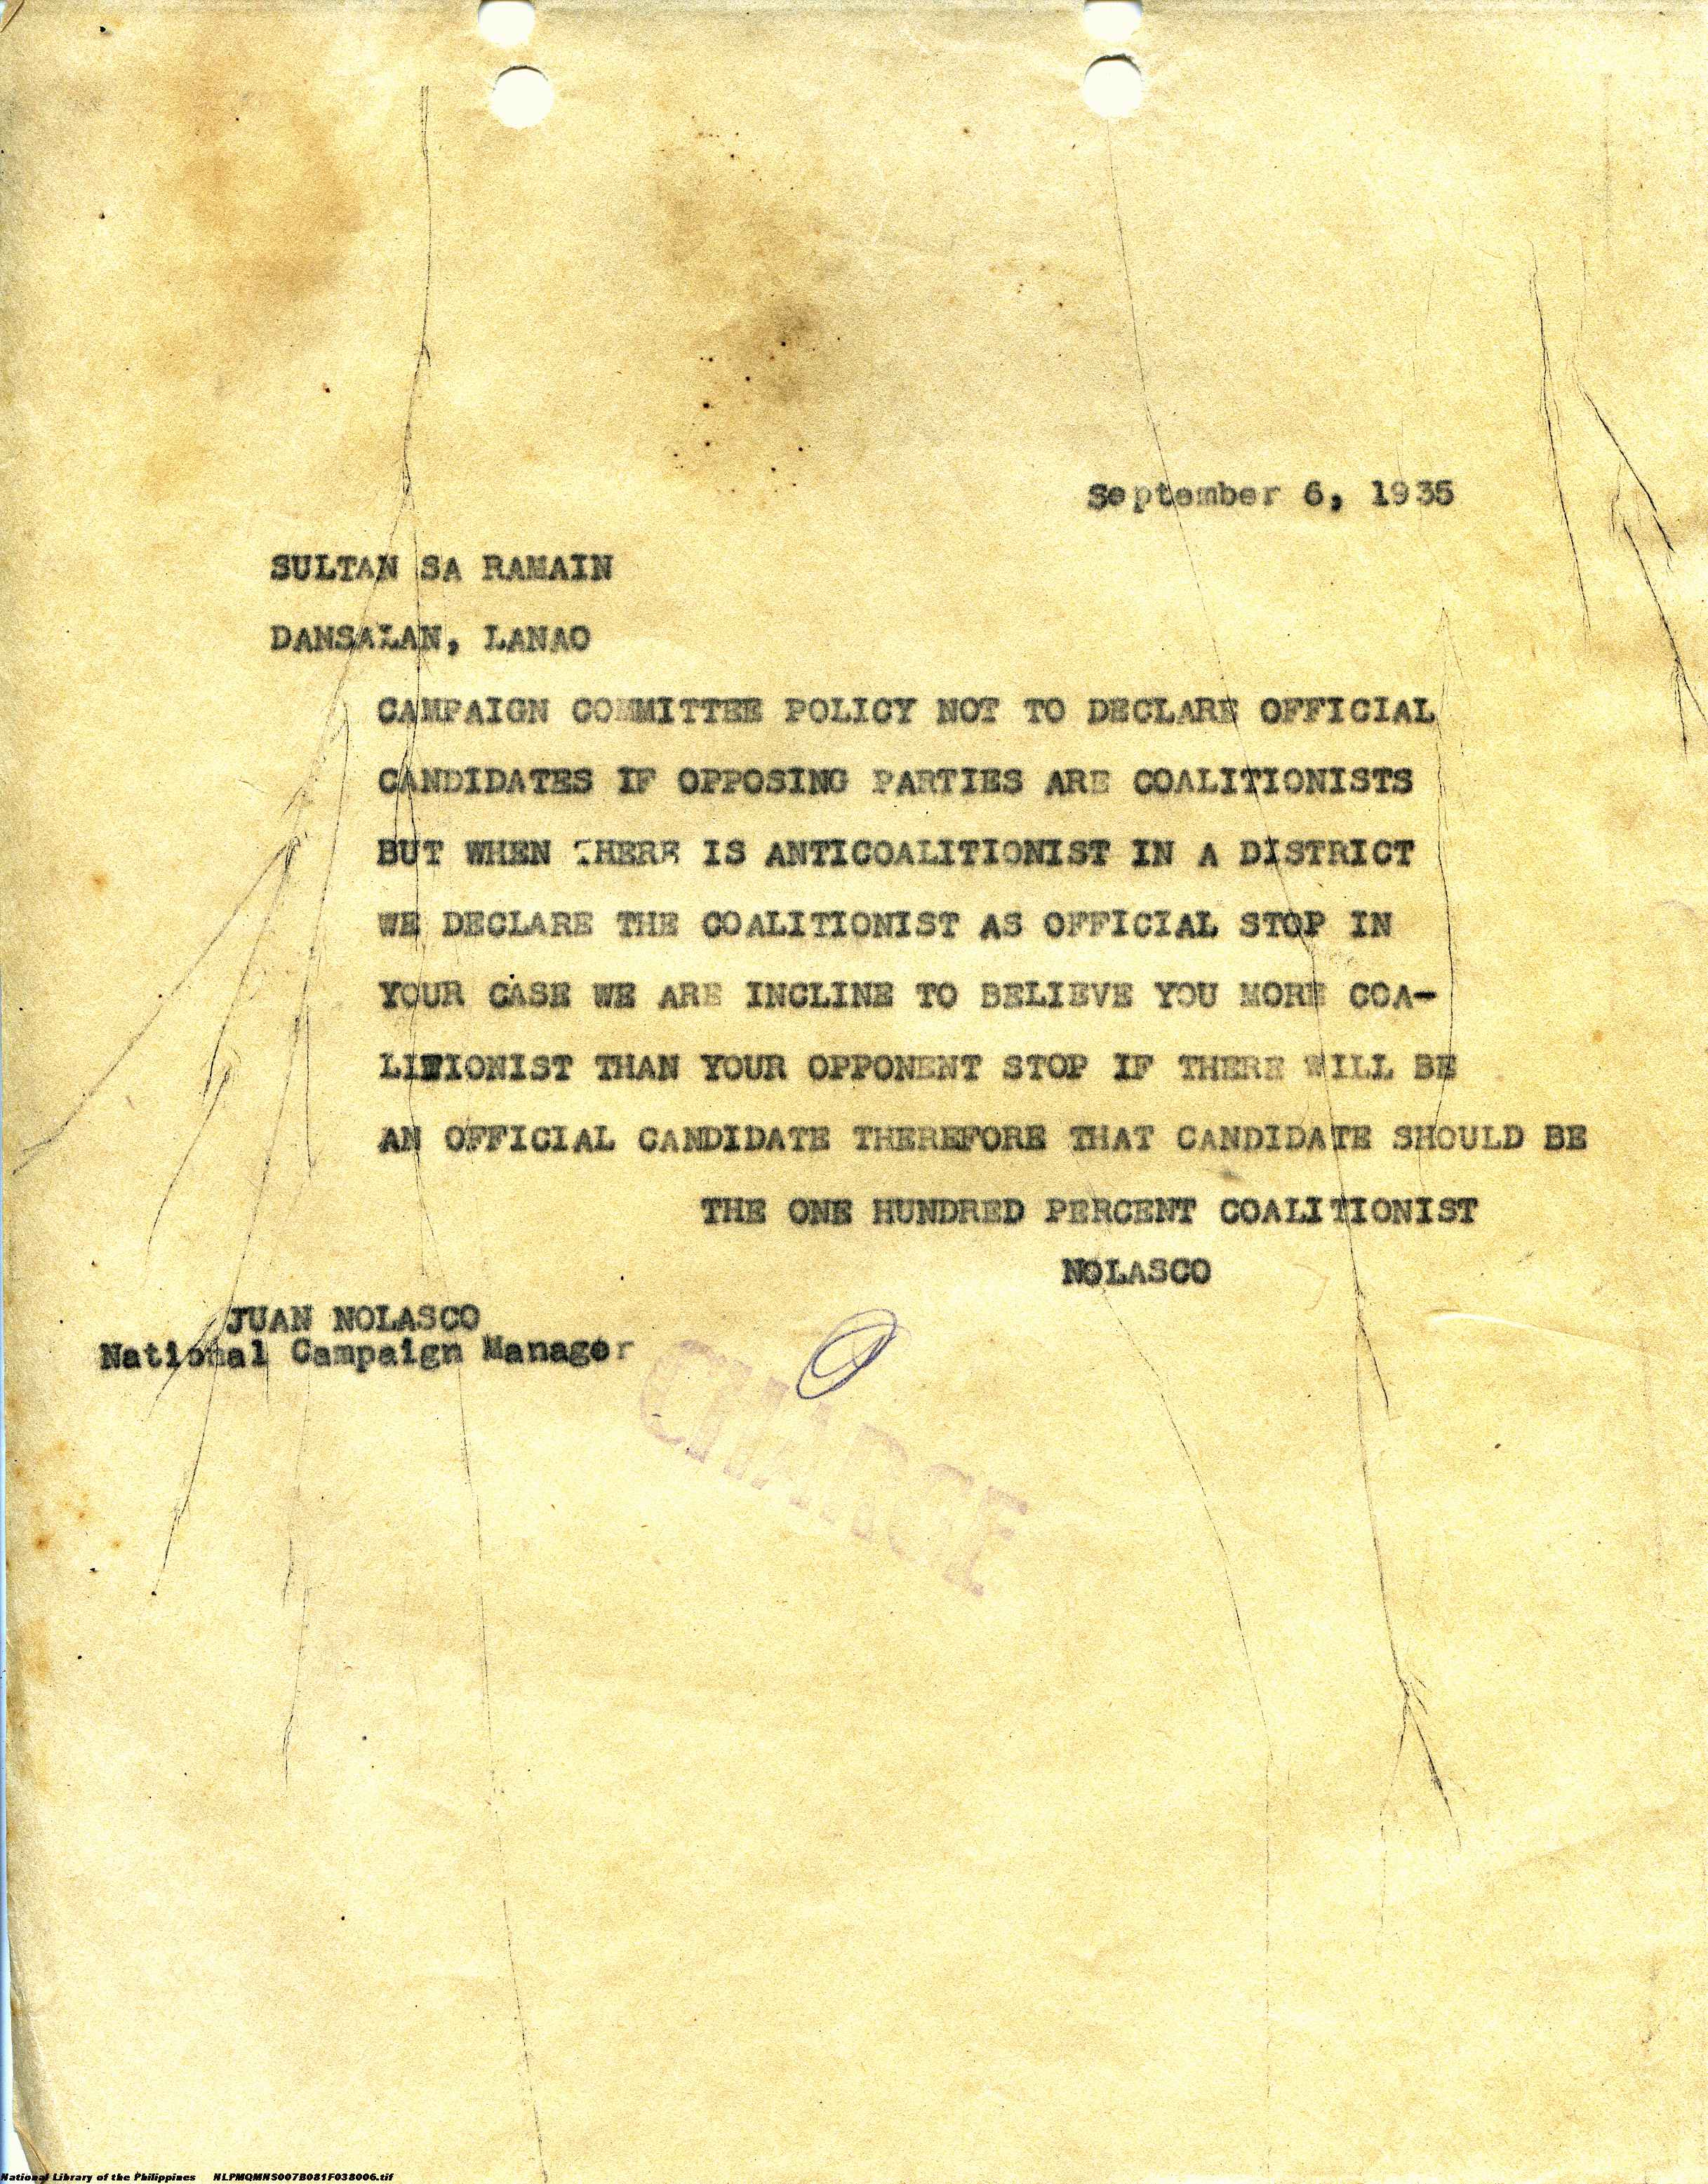 September 6, 1935
SULTAN SA RAMAIN
DANSALAN, LANAO
CAMPAIGN COMMITTEE POLICY NOT TO DECLARE OFFICIAL
CANDIDATES IF OPPOSING PARTIES ARE COALITIONISTS
BUT WHEN THERE IS ANTICOALITIONIST IN A DISTRICT
WE DECLARE THE COALITIONIST AS OFFICIAL STOP IN
YOUR CASE WE ARE INCLINE TO BELIEVE YOU MORE COA-
LITIONIST THAN YOUR OPPONENT STOP IF THERE WILL BE
AN OFFICIAL CANDIDATE THEREFORE THAT CANDIDATE SHOULD BE
THE ONE HUNDRED PERCENT COALITIONIST
NOLASCO
JUAN NOLASCO
National Campaign Manager
CHARGE
National Library of the Philippines NLPMQMNS007B081F038006.tif